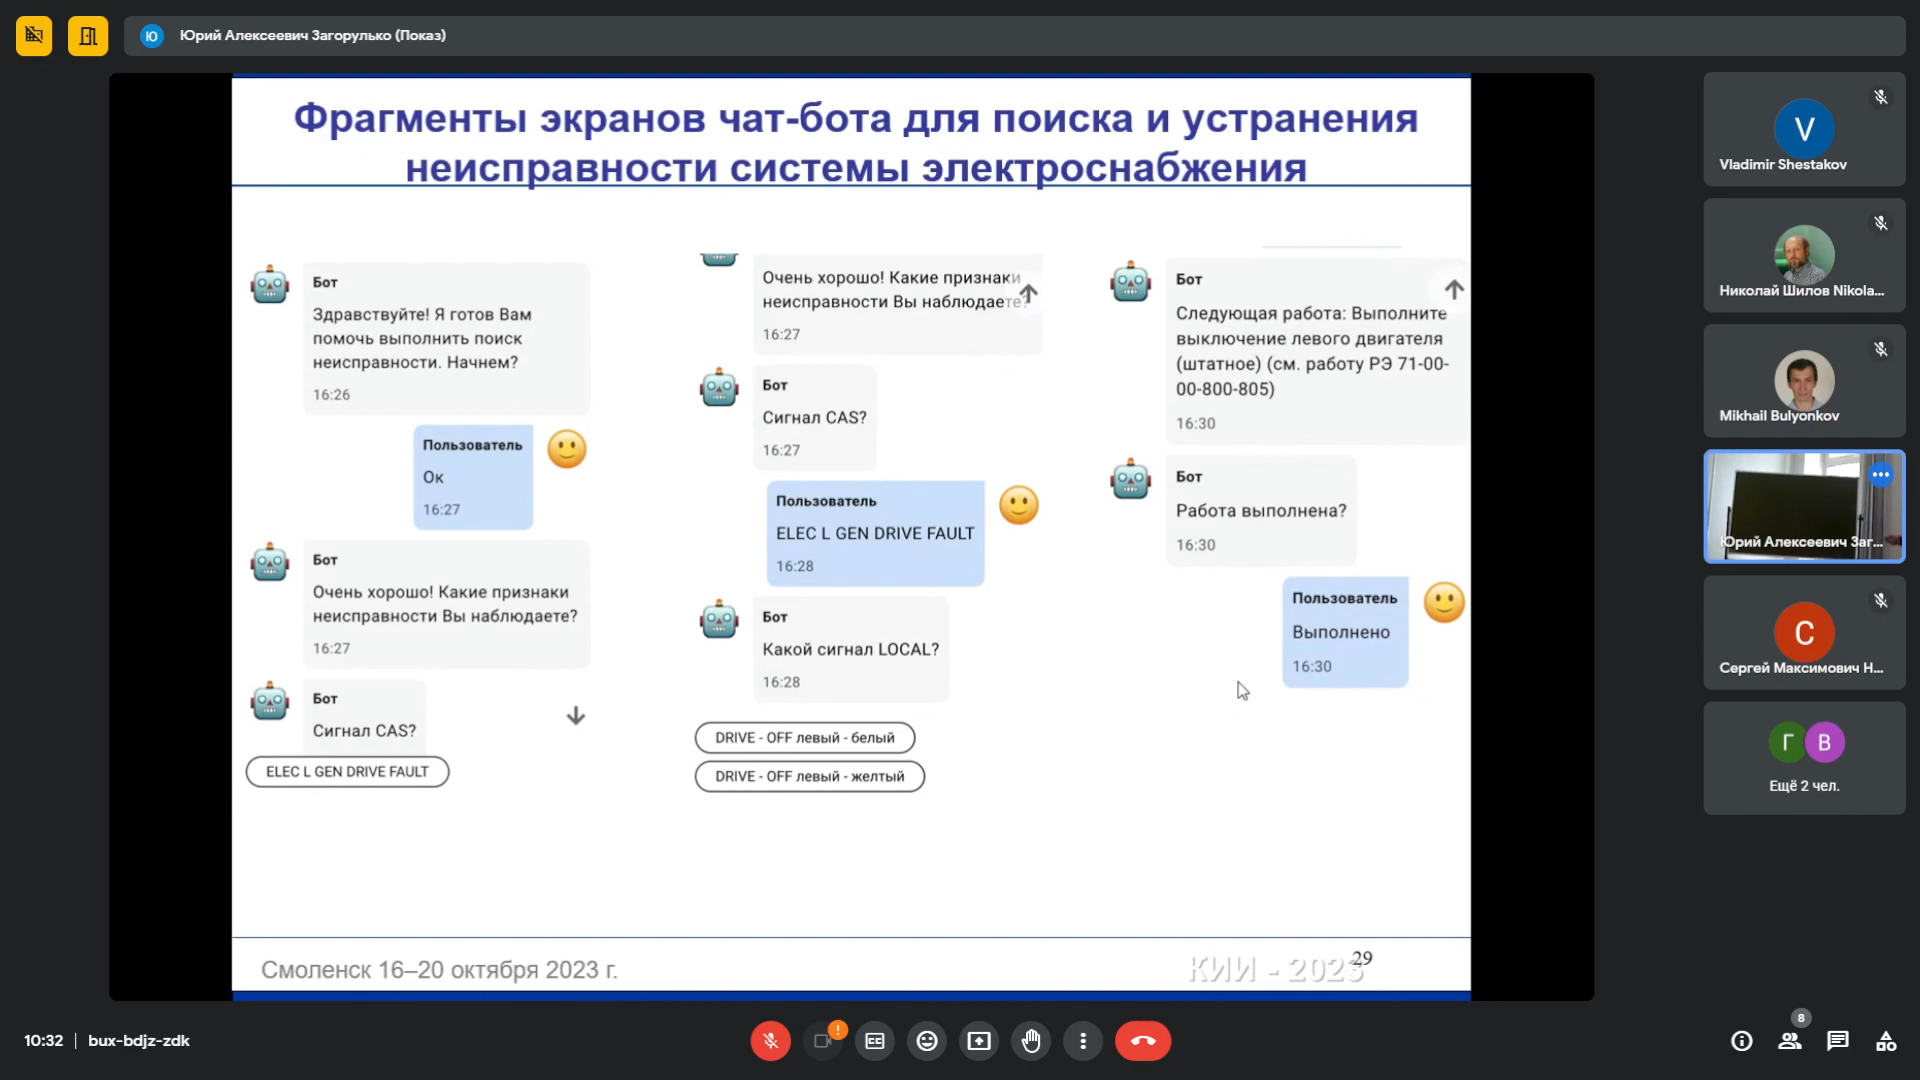 Ю Юрий Алексеевич Загорулько (Показ)
Фрагменты экранов чат-бота для поиска и устранения
неисправности системы электроснабжения
Бот
Здравствуйте! Я готов Вам
помочь выполнить поиск
неисправности. Начнем?
16:26
Пользователь
Ок
16:27
Бот
Очень хорошо! Какие признаки
неисправности Вы наблюдаете?
16:27
Бот
Сигнал CAS?
ELEC L GEN DRIVE FAULT
Очень хорошо! Какие признаки
неисправности Вы наблюдаете?
16:27
Бот
Сигнал CAS?
16:27
Пользователь
ELEC L GEN DRIVE FAULT
16:28
Бот
Какой сигнал LOCAL?
16:28
DRIVE - OFF левый - белый
DRIVE - OFF левый - желтый
Бот
Следующая работа: Выполните
выключение левого двигателя
(штатное) (см. работу РЭ 71-00-
00-800-805)
16:30
Бот
Работа выполнена?
16:30
Пользователь
Выполнено
16:30
Смоленск 16–20 октября 2023 г.
КИИ - 2023
29
V
Vladimir Shestakov
Николай Шилов Nikola...
Mikhail Bulyonkov
Юрий Алексеевич Заг...
С
Сергей Максимович Н...
Г В
Ещё 2 чел.
10:32 | bux-bdjz-zdk
8